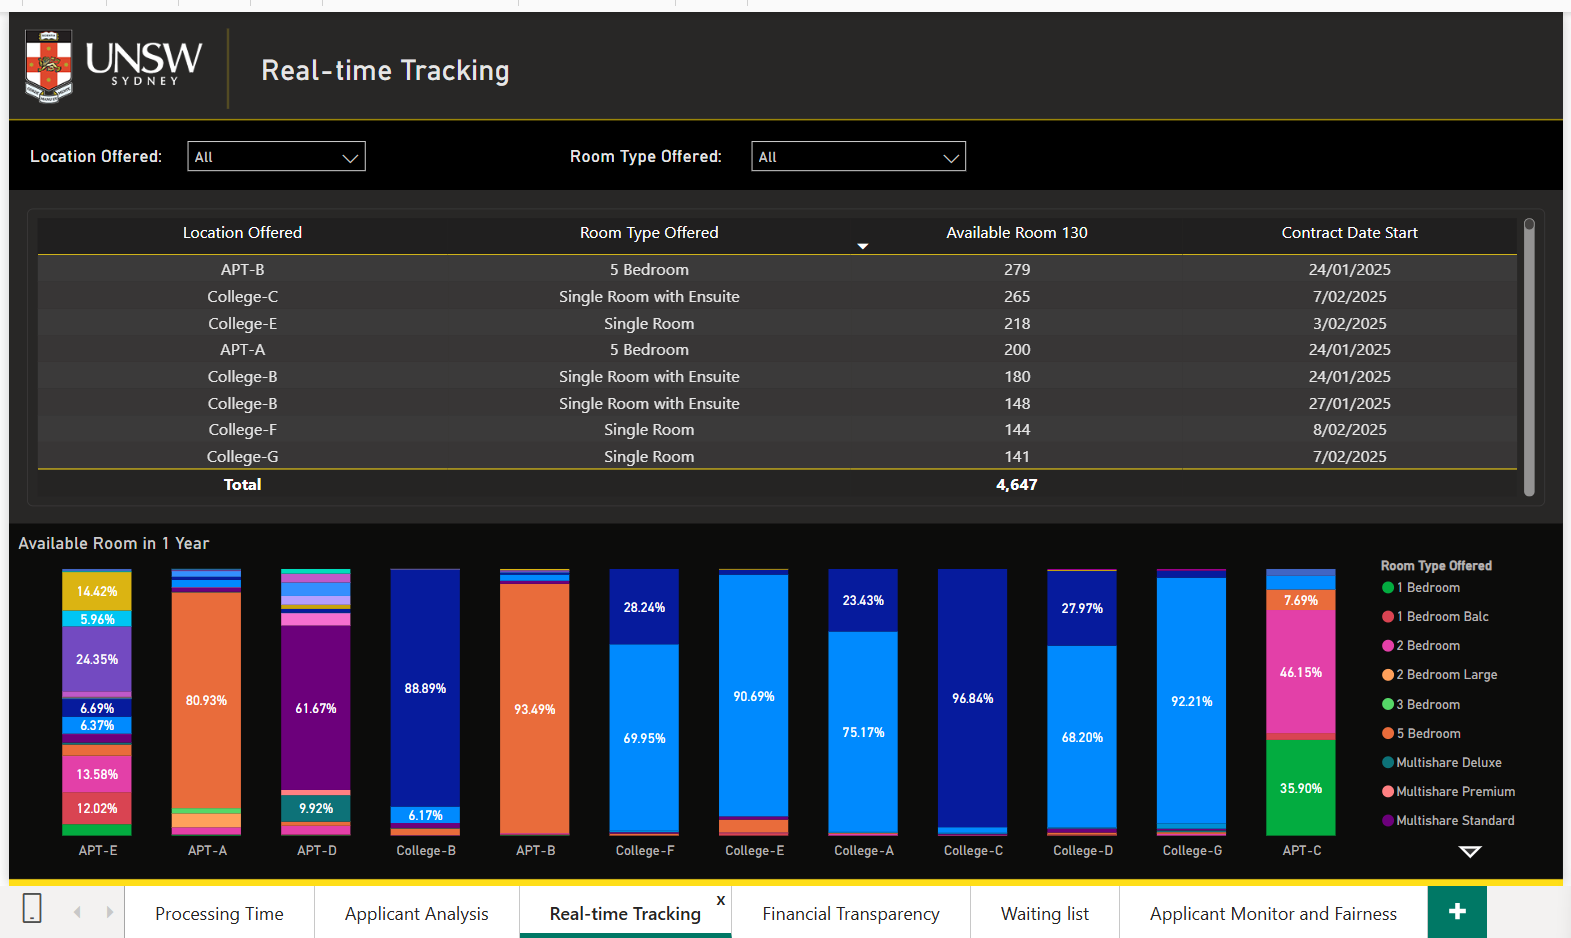 UNSW
SYDNEY
Real-time Tracking
Location Offered: All Room Type Offered: All
Location Offered Room Type Offered Available Room 130 Contract Date Start
APT-B 5 Bedroom 279 24/01/2025
College-C Single Room with Ensuite 265 7/02/2025
College-E Single Room 218 3/02/2025
APT-A 5 Bedroom 200 24/01/2025
College-B Single Room with Ensuite 180 24/01/2025
College-B Single Room with Ensuite 148 27/01/2025
College-F Single Room 144 8/02/2025
College-G Single Room 141 7/02/2025
Total 4,647
Available Room in 1 Year
14.42%
5.96%
24.35%
6.69%
6.37%
13.58%
12.02%
80.93%
61.67%
9.92%
88.89%
6.17%
93.49%
28.24%
69.95%
90.69%
23.43%
75.17%
96.84%
27.97%
68.20%
92.21%
7.69%
46.15%
35.90%
APT-E APT-A APT-D College-B APT-B College-F College-E College-A College-C College-D College-G APT-C
Room Type Offered
1 Bedroom
1 Bedroom Balc
2 Bedroom
2 Bedroom Large
3 Bedroom
5 Bedroom
Multishare Deluxe
Multishare Premium
Multishare Standard
Processing Time Applicant Analysis Real-time Tracking x Financial Transparency Waiting list Applicant Monitor and Fairness +